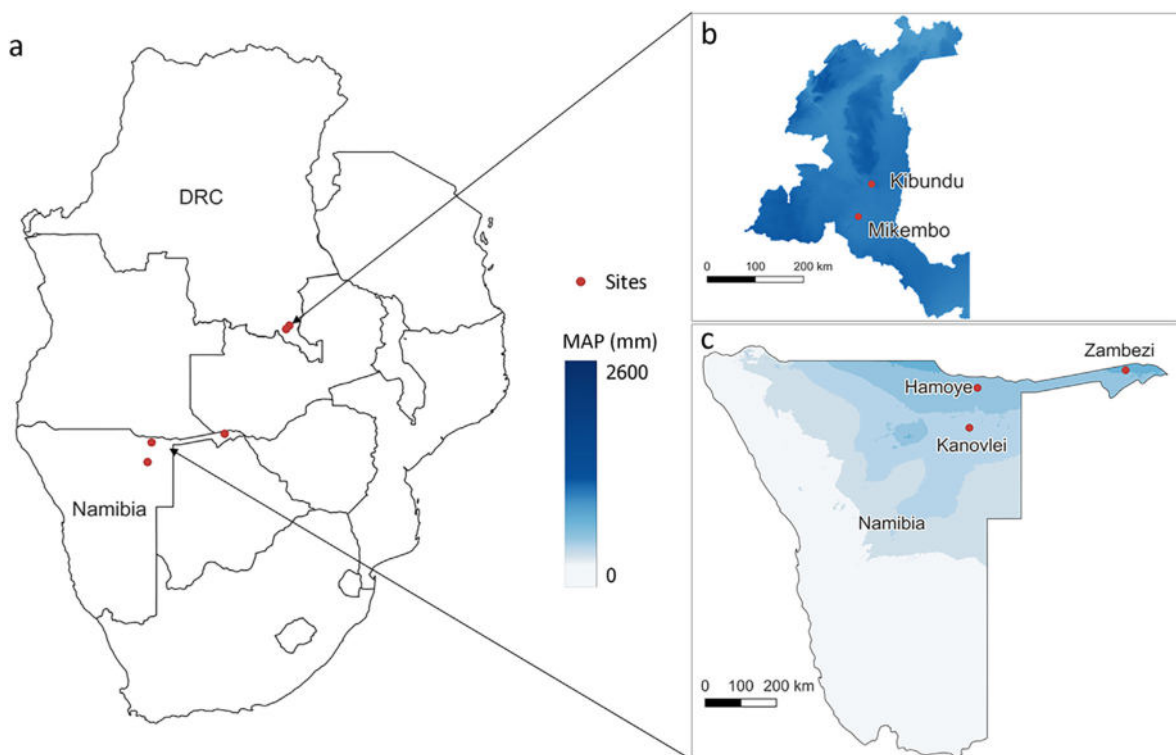 a
DRC
Namibia
Sites
MAP (mm)
2600
0
b
Kibundu
Mikembo
0 100 200 km
c
Zambezi
Hamoye
Kanovlei
Namibia
0 100 200 km